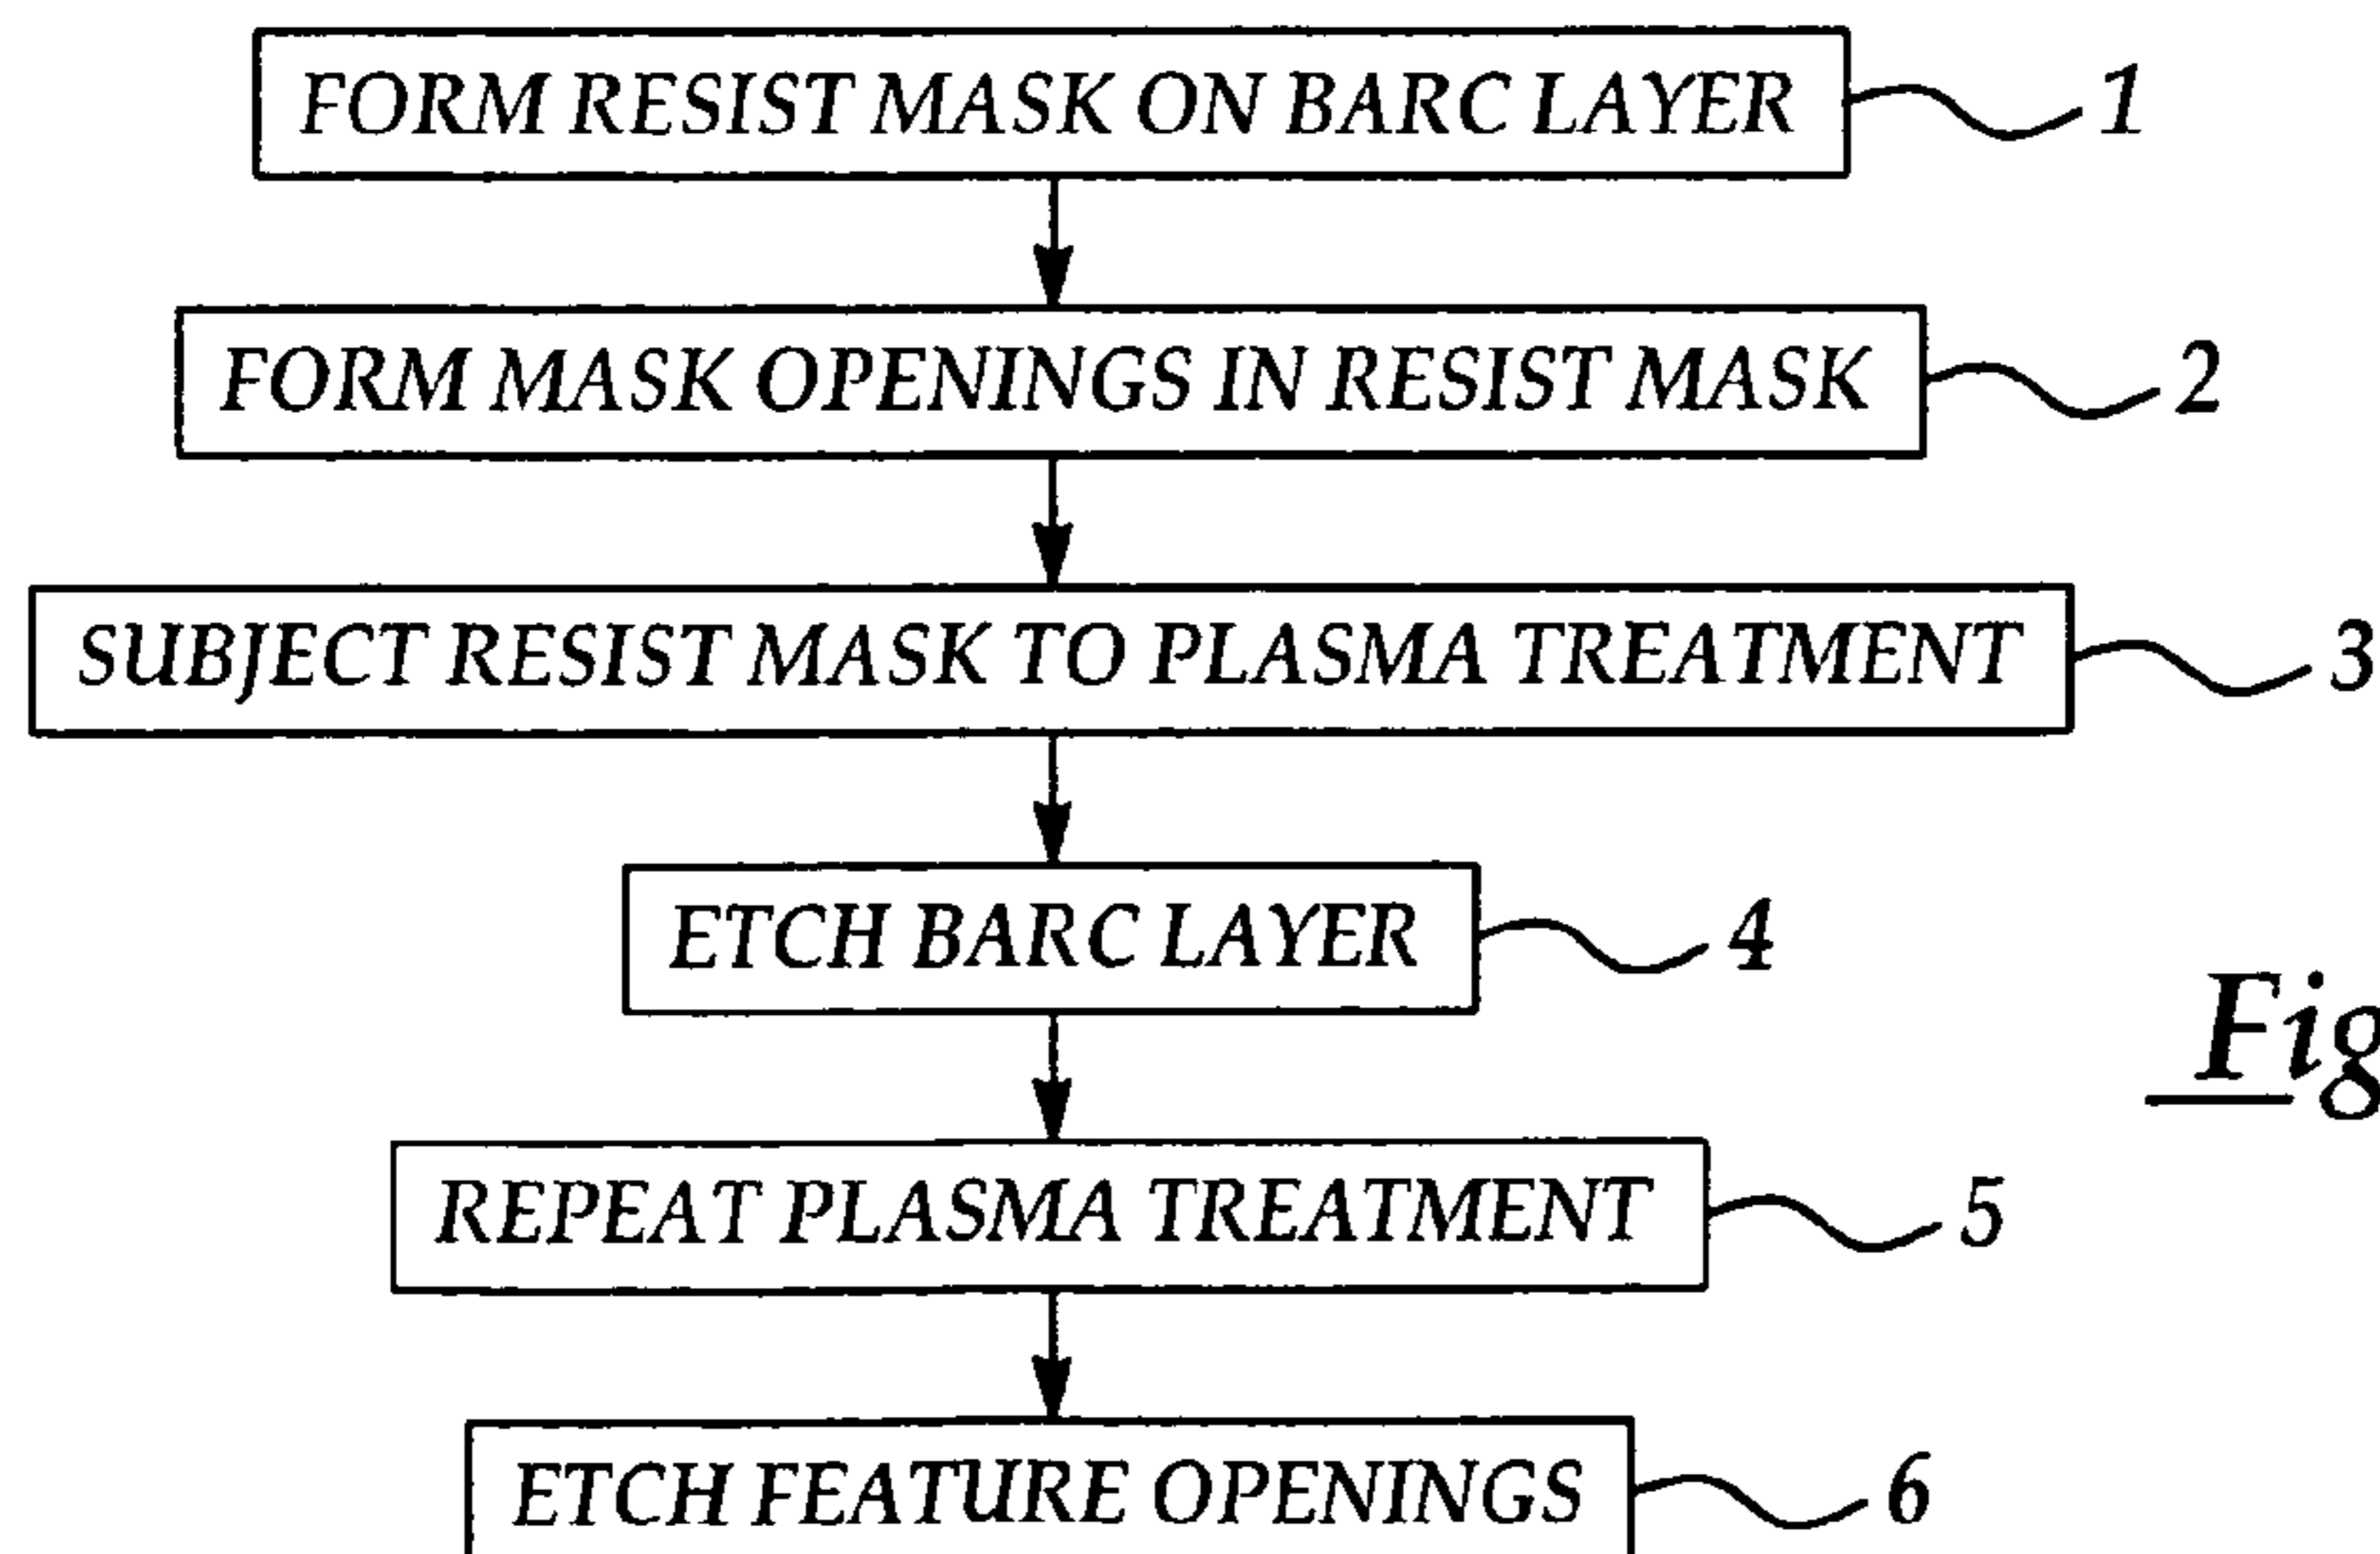 FORM RESIST MASK ON BARC LAYER 1
FORM MASK OPENINGS IN RESIST MASK 2
SUBJECT RESIST MASK TO PLASMA TREATMENT 3
ETCH BARC LAYER 4
Fig
REPEAT PLASMA TREATMENT 5
ETCH FEATURE OPENINGS 6